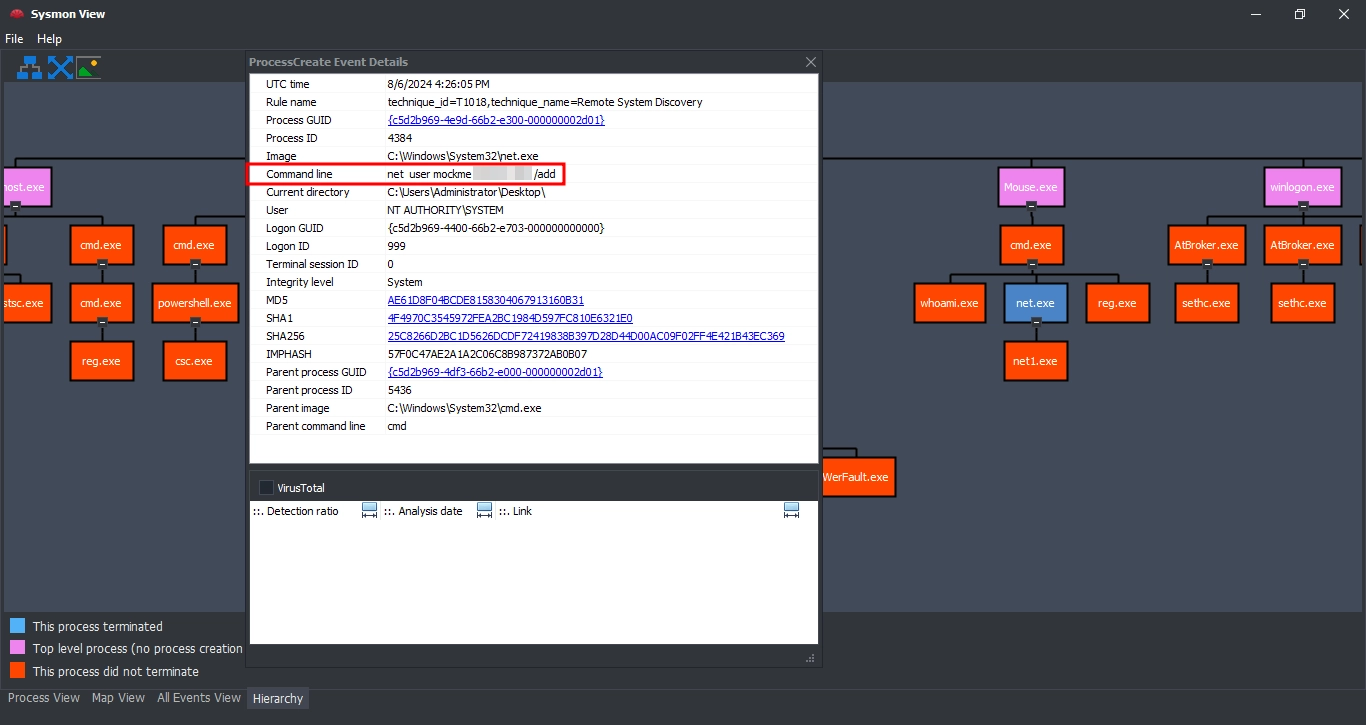 Sysmon View
File Help
ProcessCreate Event Details
UTC time 8/6/2024 4:26:05 PM
Rule name technique_id=T1018,technique_name=Remote System Discovery
Process GUID {c5d2b969-4e9d-66b2-e300-000000002d01}
Process ID 4384
Image C:\Windows\System32\net.exe
Command line net user mockme /add
Current directory C:\Users\Administrator\Desktop\
User NT AUTHORITY\SYSTEM
Logon GUID {c5d2b969-4400-66b2-e703-000000000000}
Logon ID 999
Terminal session ID 0
Integrity level System
MD5 AE61D8F04BCDE8158304067913160B31
SHA1 4F4970C3545972FEA2BC1984D597FC810E6321E0
SHA256 25C8266D2BC1D5626DCDF72419838B397D28D44D00AC09F02FF4E421B43EC369
IMPHASH 57F0C47AE2A1A2C06C8B987372AB0B07
Parent process GUID {c5d2b969-4df3-66b2-e000-000000002d01}
Parent process ID 5436
Parent image C:\Windows\System32\cmd.exe
Parent command line cmd
VirusTotal
::. Detection ratio ::. Analysis date ::. Link
ost.exe
cmd.exe cmd.exe
stsc.exe cmd.exe powershell.exe
reg.exe csc.exe
Mouse.exe winlogon.exe
cmd.exe AtBroker.exe AtBroker.exe
whoami.exe net.exe reg.exe sethc.exe sethc.exe
net1.exe
WerFault.exe
This process terminated
Top level process (no process creation
This process did not terminate
Process View Map View All Events View Hierarchy